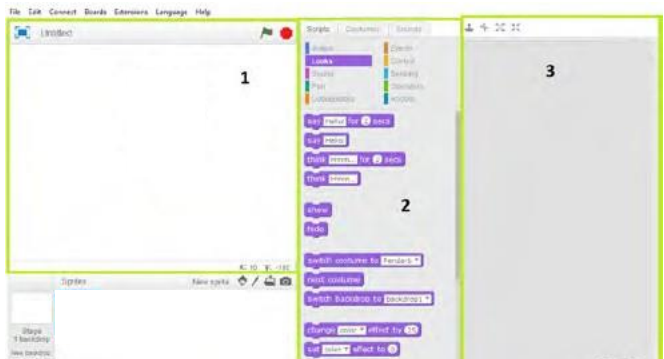 File Edit Connect Boards Extensions Language Help
Untitled
1
X: 10 Y: -180
Sprites New sprite
Stage
1 backdrop
New backdrop
Scripts Costumes Sounds
Motion Events
Looks Control
Sound Sensing
Pen Operators
Robots
say Hello! for 2 secs
say Hello!
think Hmm... for 2 secs
think Hmm...
show
2
hide
switch costume to
next costume
switch backdrop to backdrop1
change color effect by 25
set color effect to 0
3